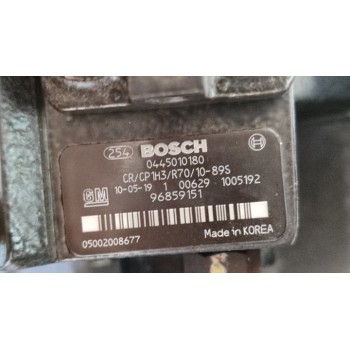 254 BOSCH
0445010180
CR/CP1H3/R70/10-89S
GM 10-05-19 1 00629 1005192
96859151
05002008677 Made in KOREA